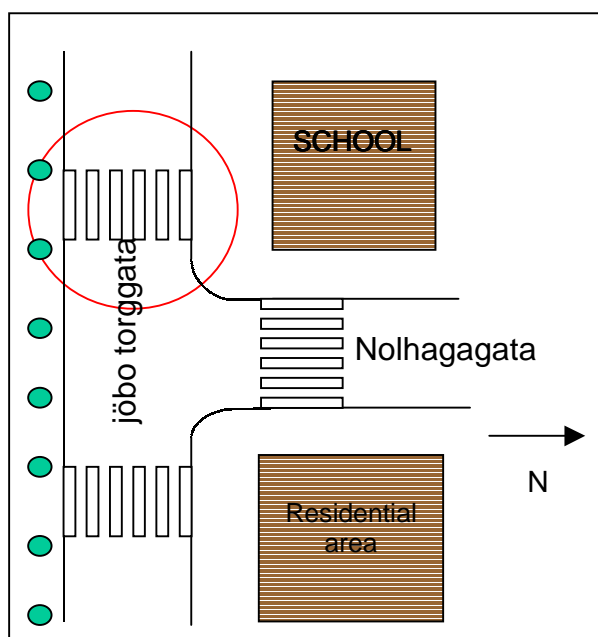 SCHOOL
jöbo torggata
Nolhagagata
N
Residential
area